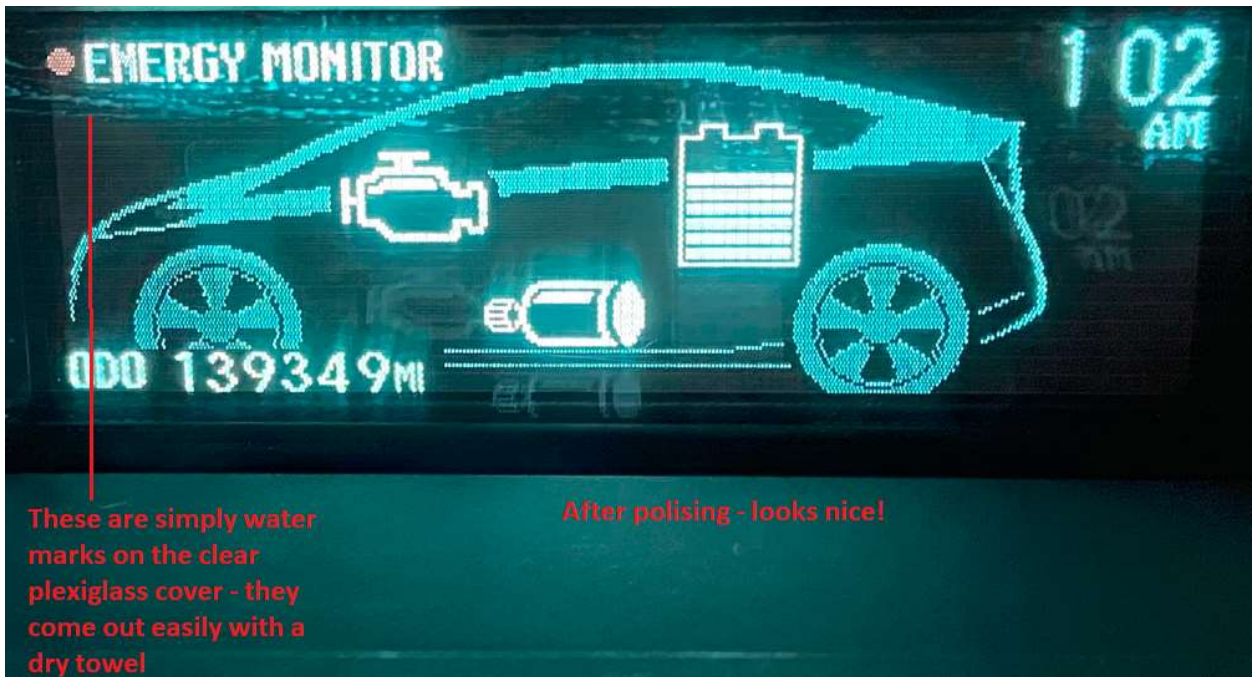 EMERGY MONITOR
1 02
AM
ODO 139349MI
These are simply water
marks on the clear
plexiglass cover - they
come out easily with a
dry towel
After polising - looks nice!